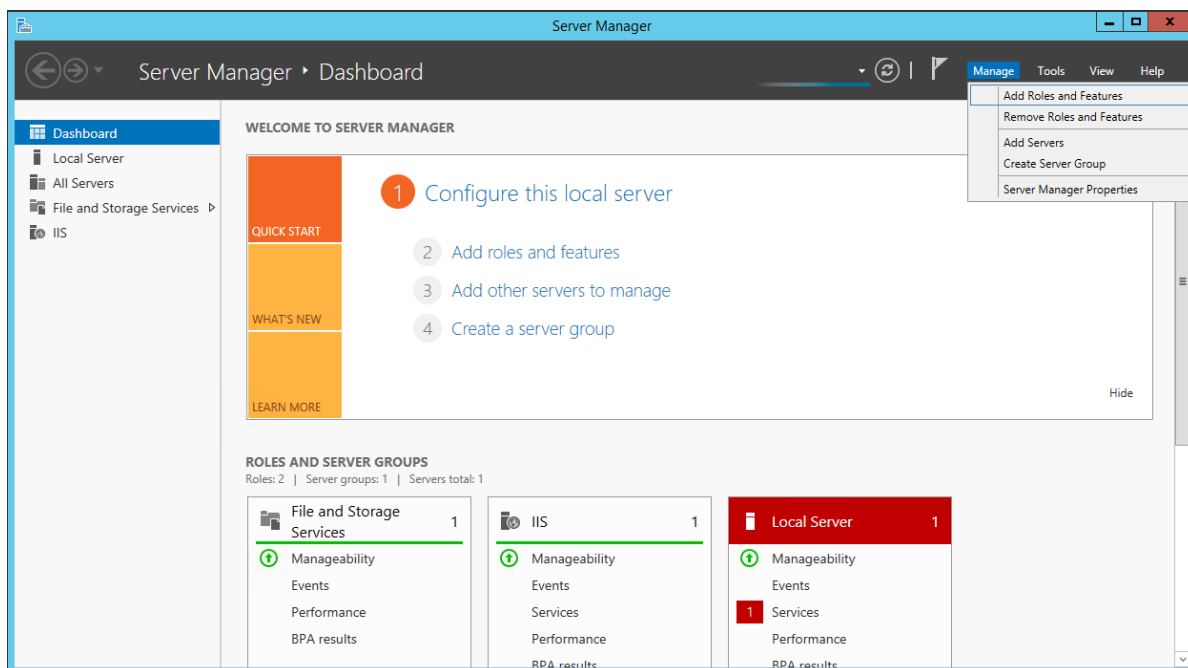 Server Manager
Server Manager ‣ Dashboard
Manage Tools View Help
Add Roles and Features
Remove Roles and Features
Add Servers
Create Server Group
Server Manager Properties
Dashboard
Local Server
All Servers
File and Storage Services
IIS
WELCOME TO SERVER MANAGER
QUICK START
WHAT'S NEW
LEARN MORE
1 Configure this local server
2 Add roles and features
3 Add other servers to manage
4 Create a server group
Hide
ROLES AND SERVER GROUPS
Roles: 2 | Server groups: 1 | Servers total: 1
File and Storage
Services 1
Manageability
Events
Performance
BPA results
IIS 1
Manageability
Events
Services
Performance
BPA results
Local Server 1
Manageability
Events
1 Services
Performance
BPA results